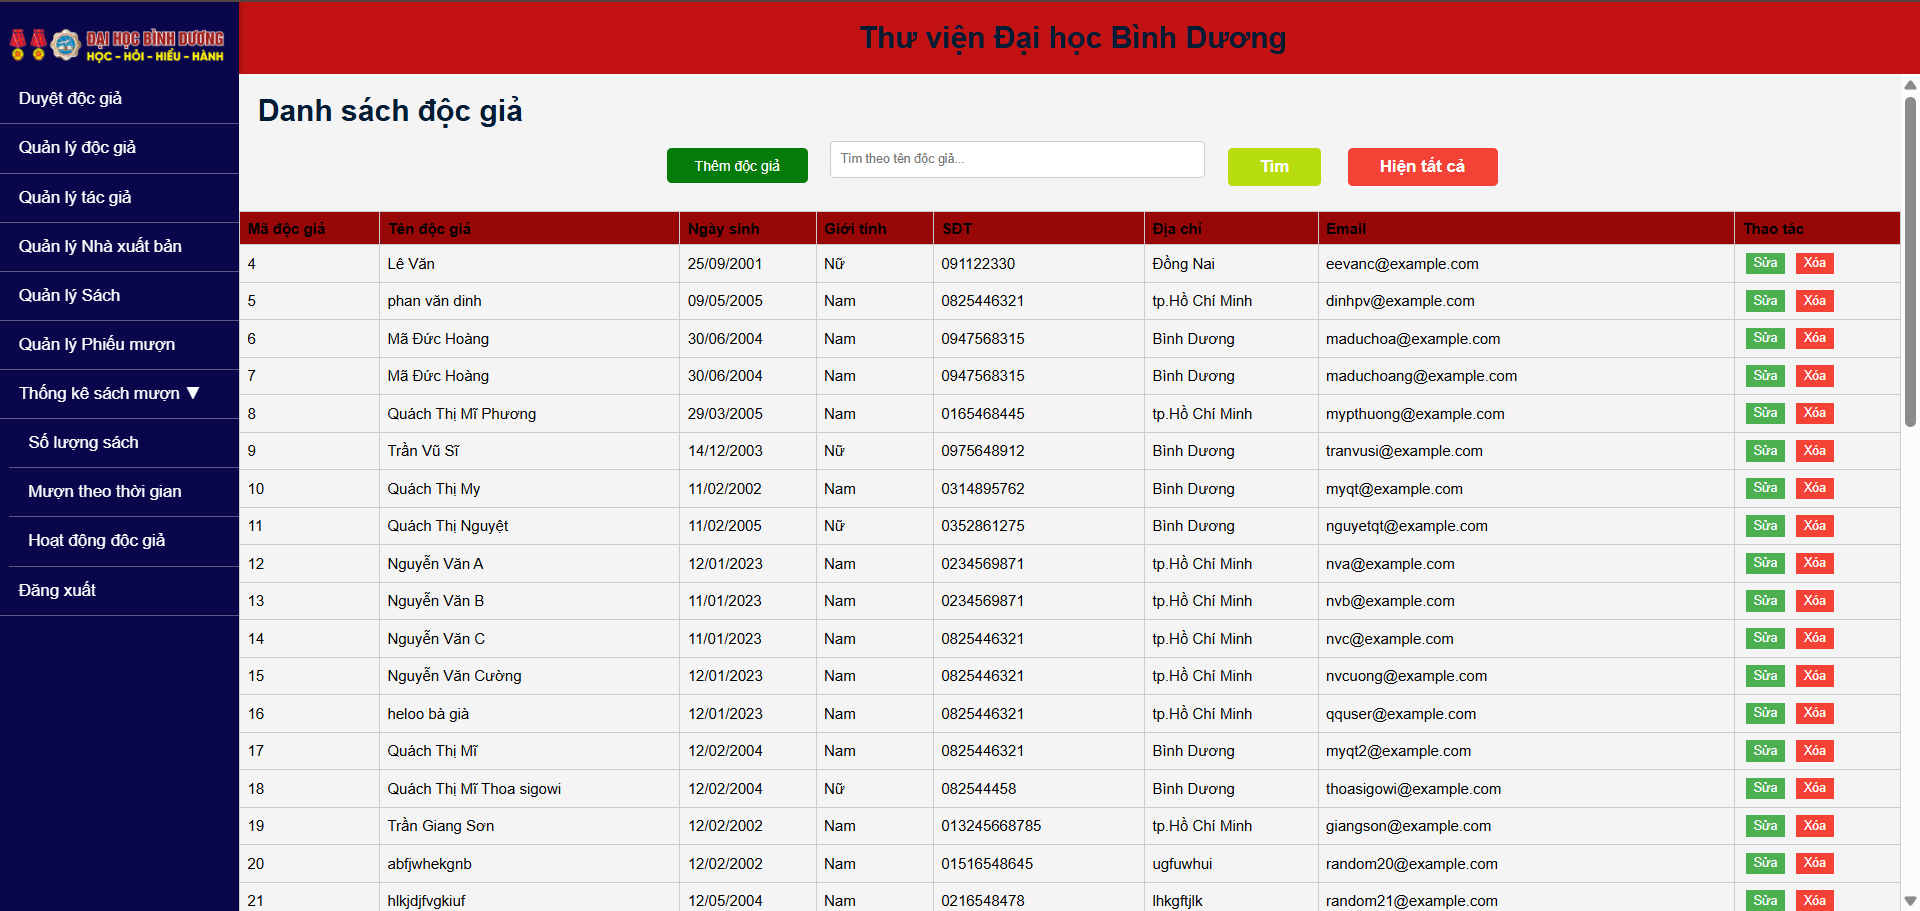 ĐẠI HỌC BÌNH DƯƠNG
HỌC - HỎI - HIỂU - HÀNH
Thư viện Đại học Bình Dương
Duyệt độc giả
Quản lý độc giả
Quản lý tác giả
Quản lý Nhà xuất bản
Quản lý Sách
Quản lý Phiếu mượn
Thống kê sách mượn ▼
Số lượng sách
Mượn theo thời gian
Hoạt động độc giả
Đăng xuất
Danh sách độc giả
Thêm độc giả Tìm theo tên độc giả... Tìm Hiện tất cả
Mã độc giả Tên độc giả Ngày sinh Giới tính SĐT Địa chỉ Email Thao tác
4 Lê Văn 25/09/2001 Nữ 091122330 Đồng Nai eevanc@example.com Sửa Xóa
5 phan văn dinh 09/05/2005 Nam 0825446321 tp.Hồ Chí Minh dinhpv@example.com Sửa Xóa
6 Mã Đức Hoàng 30/06/2004 Nam 0947568315 Bình Dương maduchoa@example.com Sửa Xóa
7 Mã Đức Hoàng 30/06/2004 Nam 0947568315 Bình Dương maduchoang@example.com Sửa Xóa
8 Quách Thị Mĩ Phương 29/03/2005 Nam 0165468445 tp.Hồ Chí Minh mypthuong@example.com Sửa Xóa
9 Trần Vũ Sĩ 14/12/2003 Nữ 0975648912 Bình Dương tranvusi@example.com Sửa Xóa
10 Quách Thị My 11/02/2002 Nam 0314895762 Bình Dương myqt@example.com Sửa Xóa
11 Quách Thị Nguyệt 11/02/2005 Nữ 0352861275 Bình Dương nguyetqt@example.com Sửa Xóa
12 Nguyễn Văn A 12/01/2023 Nam 0234569871 tp.Hồ Chí Minh nva@example.com Sửa Xóa
13 Nguyễn Văn B 11/01/2023 Nam 0234569871 tp.Hồ Chí Minh nvb@example.com Sửa Xóa
14 Nguyễn Văn C 11/01/2023 Nam 0825446321 tp.Hồ Chí Minh nvc@example.com Sửa Xóa
15 Nguyễn Văn Cường 12/01/2023 Nam 0825446321 tp.Hồ Chí Minh nvcuong@example.com Sửa Xóa
16 heloo bà già 12/01/2023 Nam 0825446321 tp.Hồ Chí Minh qquser@example.com Sửa Xóa
17 Quách Thị Mĩ 12/02/2004 Nam 0825446321 Bình Dương myqt2@example.com Sửa Xóa
18 Quách Thị Mĩ Thoa sigowi 12/02/2004 Nữ 082544458 Bình Dương thoasigowi@example.com Sửa Xóa
19 Trần Giang Sơn 12/02/2002 Nam 013245668785 tp.Hồ Chí Minh giangson@example.com Sửa Xóa
20 abfjwhekgnb 12/02/2002 Nam 01516548645 ugfuwhui random20@example.com Sửa Xóa
21 hlkjdjfvgkiuf 12/05/2004 Nam 0216548478 lhkgftjlk random21@example.com Sửa Xóa